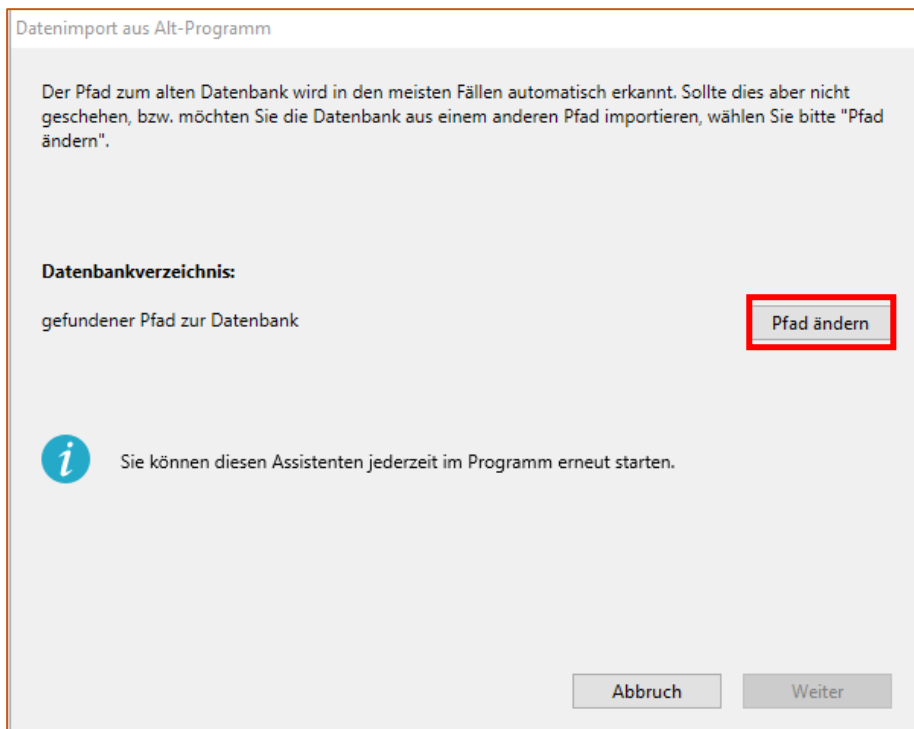 Datenimport aus Alt-Programm
Der Pfad zum alten Datenbank wird in den meisten Fällen automatisch erkannt. Sollte dies aber nicht
geschehen, bzw. möchten Sie die Datenbank aus einem anderen Pfad importieren, wählen Sie bitte "Pfad
ändern".
Datenbankverzeichnis:
gefundener Pfad zur Datenbank
Pfad ändern
Sie können diesen Assistenten jederzeit im Programm erneut starten.
Abbruch
Weiter